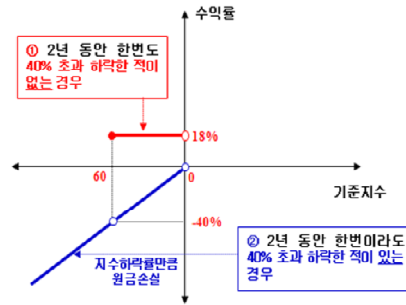 수익률
① 2년 동안 한번도
40% 초과 하락한 적이
없는 경우
18%
60
0
기준지수
-40%
지수하락률만큼
원금손실
② 2년 동안 한번이라도
40% 초과 하락한 적이 있는
경우